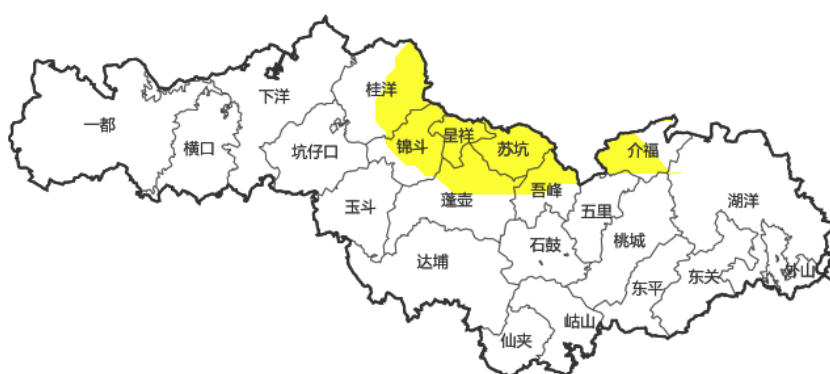 桂洋
下洋
一都
横口
坑仔口
锦斗
呈祥
苏坑
介福
玉斗
蓬壶
吾峰
五里
湖洋
桃城
石鼓
达埔
东平
东关
外山
仙夹
岵山